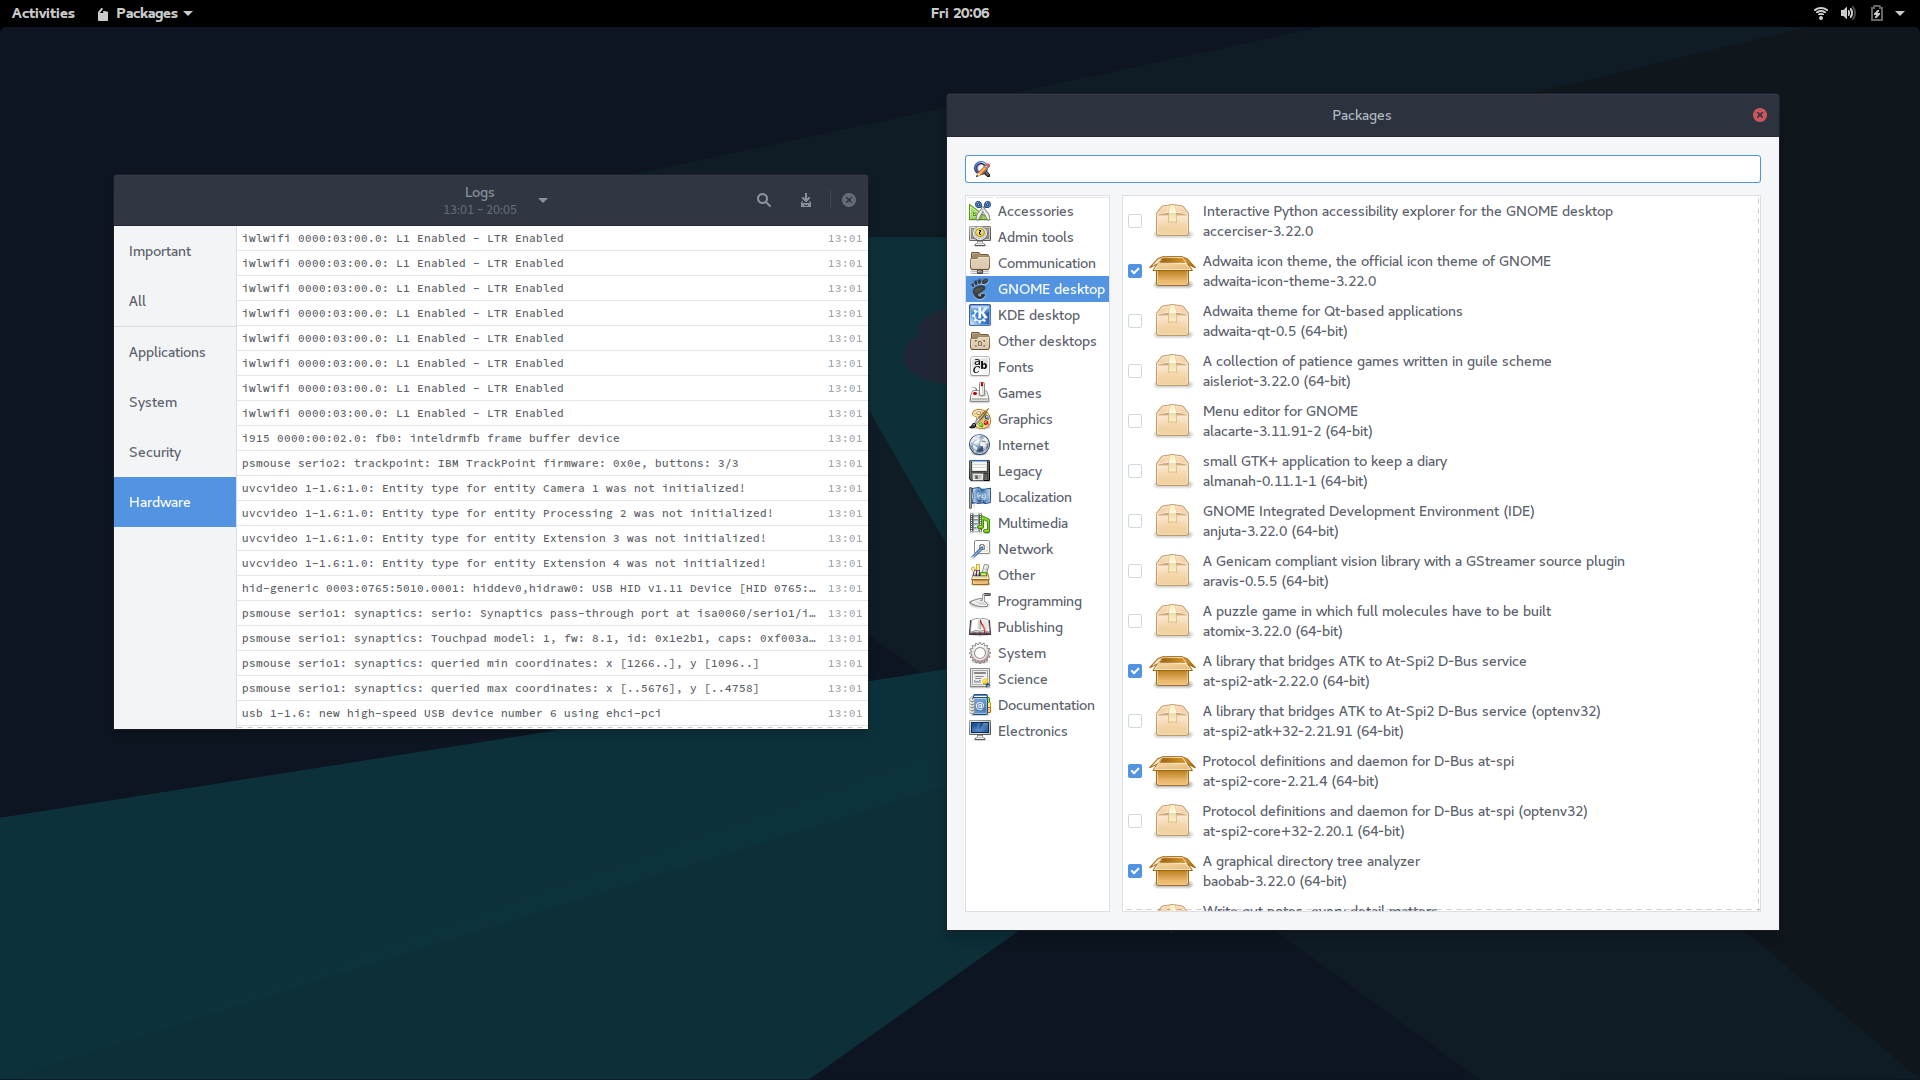 Activities
Packages
Fri 20:06
Logs
13:01 – 20:05
Important
All
Applications
System
Security
Hardware
iwlwifi 0000:03:00.0: L1 Enabled - LTR Enabled 13:01
iwlwifi 0000:03:00.0: L1 Enabled - LTR Enabled 13:01
iwlwifi 0000:03:00.0: L1 Enabled - LTR Enabled 13:01
iwlwifi 0000:03:00.0: L1 Enabled - LTR Enabled 13:01
iwlwifi 0000:03:00.0: L1 Enabled - LTR Enabled 13:01
iwlwifi 0000:03:00.0: L1 Enabled - LTR Enabled 13:01
iwlwifi 0000:03:00.0: L1 Enabled - LTR Enabled 13:01
iwlwifi 0000:03:00.0: L1 Enabled - LTR Enabled 13:01
i915 0000:00:02.0: fb0: inteldrmfb frame buffer device 13:01
psmouse serio2: trackpoint: IBM TrackPoint firmware: 0x0e, buttons: 3/3 13:01
uvcvideo 1-1.6:1.0: Entity type for entity Camera 1 was not initialized! 13:01
uvcvideo 1-1.6:1.0: Entity type for entity Processing 2 was not initialized! 13:01
uvcvideo 1-1.6:1.0: Entity type for entity Extension 3 was not initialized! 13:01
uvcvideo 1-1.6:1.0: Entity type for entity Extension 4 was not initialized! 13:01
hid-generic 0003:0765:5010.0001: hiddev0,hidraw0: USB HID v1.11 Device [HID 0765:… 13:01
psmouse serio1: synaptics: serio: Synaptics pass-through port at isa0060/serio1/i… 13:01
psmouse serio1: synaptics: Touchpad model: 1, fw: 8.1, id: 0x1e2b1, caps: 0xf003a… 13:01
psmouse serio1: synaptics: queried min coordinates: x [1266..], y [1096..] 13:01
psmouse serio1: synaptics: queried max coordinates: x [..5676], y [..4758] 13:01
usb 1-1.6: new high-speed USB device number 6 using ehci-pci 13:01
Packages
Accessories
Admin tools
Communication
GNOME desktop
KDE desktop
Other desktops
Fonts
Games
Graphics
Internet
Legacy
Localization
Multimedia
Network
Other
Programming
Publishing
System
Science
Documentation
Electronics
Interactive Python accessibility explorer for the GNOME desktop
accerciser-3.22.0
Adwaita icon theme, the official icon theme of GNOME
adwaita-icon-theme-3.22.0
Adwaita theme for Qt-based applications
adwaita-qt-0.5 (64-bit)
A collection of patience games written in guile scheme
aisleriot-3.22.0 (64-bit)
Menu editor for GNOME
alacarte-3.11.91-2 (64-bit)
small GTK+ application to keep a diary
almanah-0.11.1-1 (64-bit)
GNOME Integrated Development Environment (IDE)
anjuta-3.22.0 (64-bit)
A Genicam compliant vision library with a GStreamer source plugin
aravis-0.5.5 (64-bit)
A puzzle game in which full molecules have to be built
atomix-3.22.0 (64-bit)
A library that bridges ATK to At-Spi2 D-Bus service
at-spi2-atk-2.22.0 (64-bit)
A library that bridges ATK to At-Spi2 D-Bus service (optenv32)
at-spi2-atk+32-2.21.91 (64-bit)
Protocol definitions and daemon for D-Bus at-spi
at-spi2-core-2.21.4 (64-bit)
Protocol definitions and daemon for D-Bus at-spi (optenv32)
at-spi2-core+32-2.20.1 (64-bit)
A graphical directory tree analyzer
baobab-3.22.0 (64-bit)
Write out notes, every detail matters